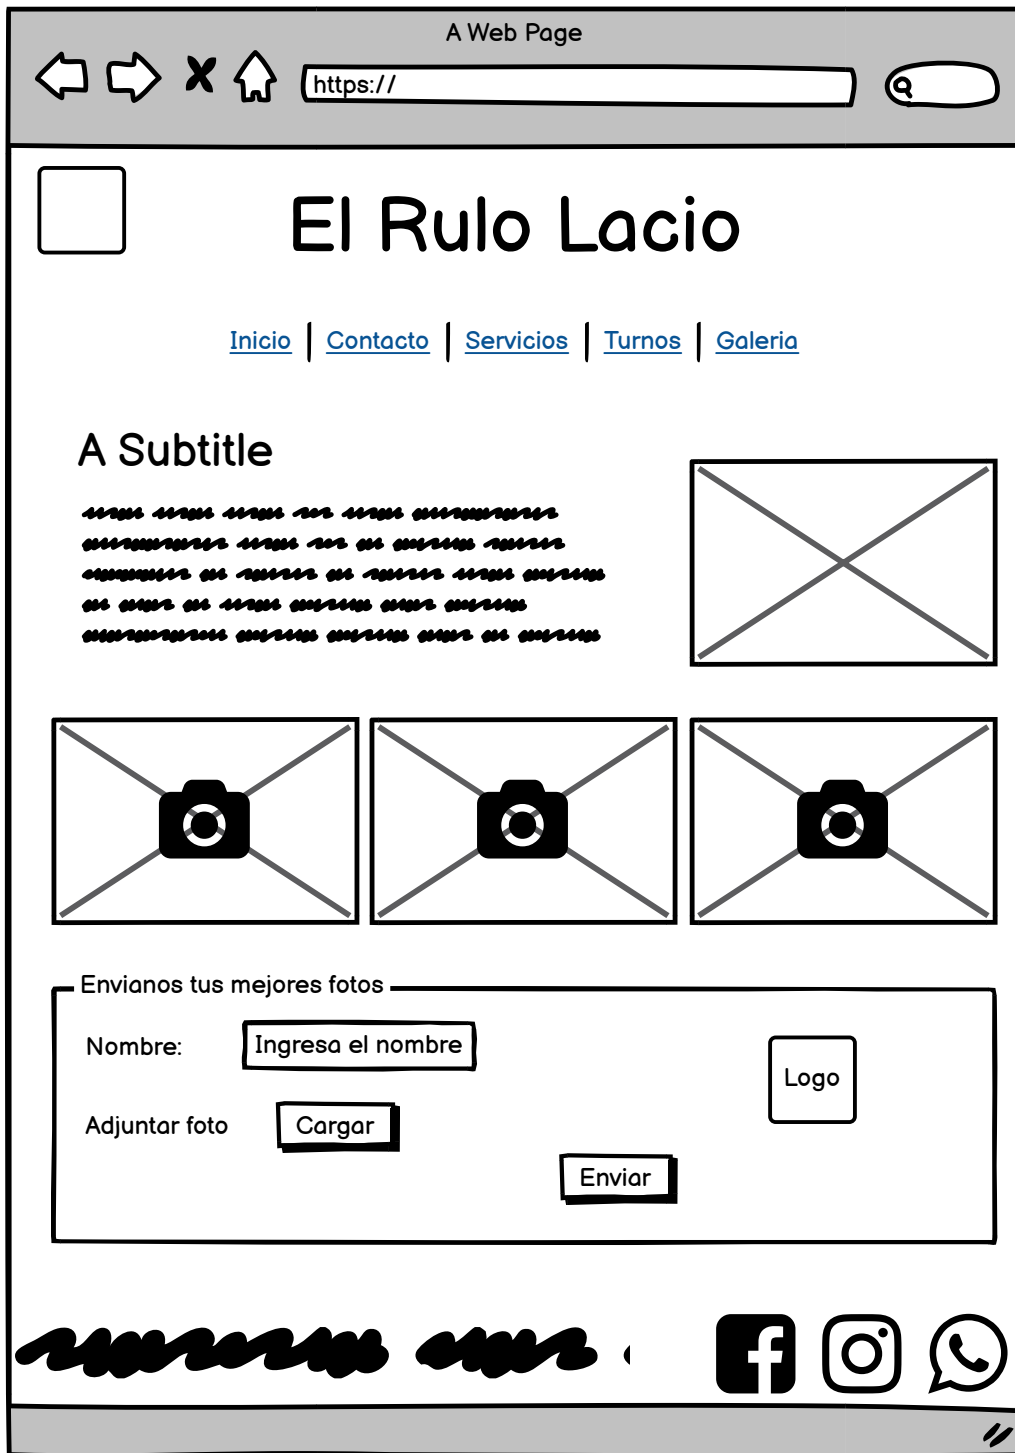 A Web Page
https://
El Rulo Lacio
Inicio | Contacto | Servicios | Turnos | Galeria
A Subtitle
Envianos tus mejores fotos
Nombre: Ingresa el nombre
Logo
Adjuntar foto Cargar
Enviar